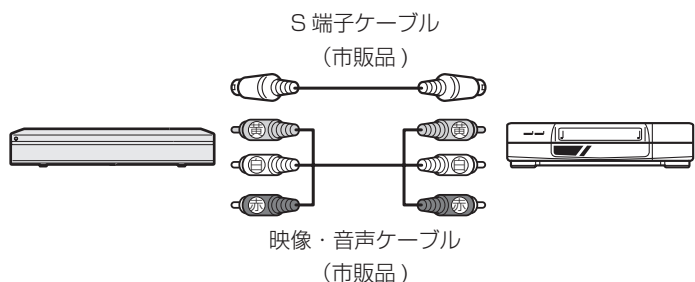 S 端子ケーブル
（市販品）
黄 黄
白 白
赤 赤
映像・音声ケーブル
（市販品）